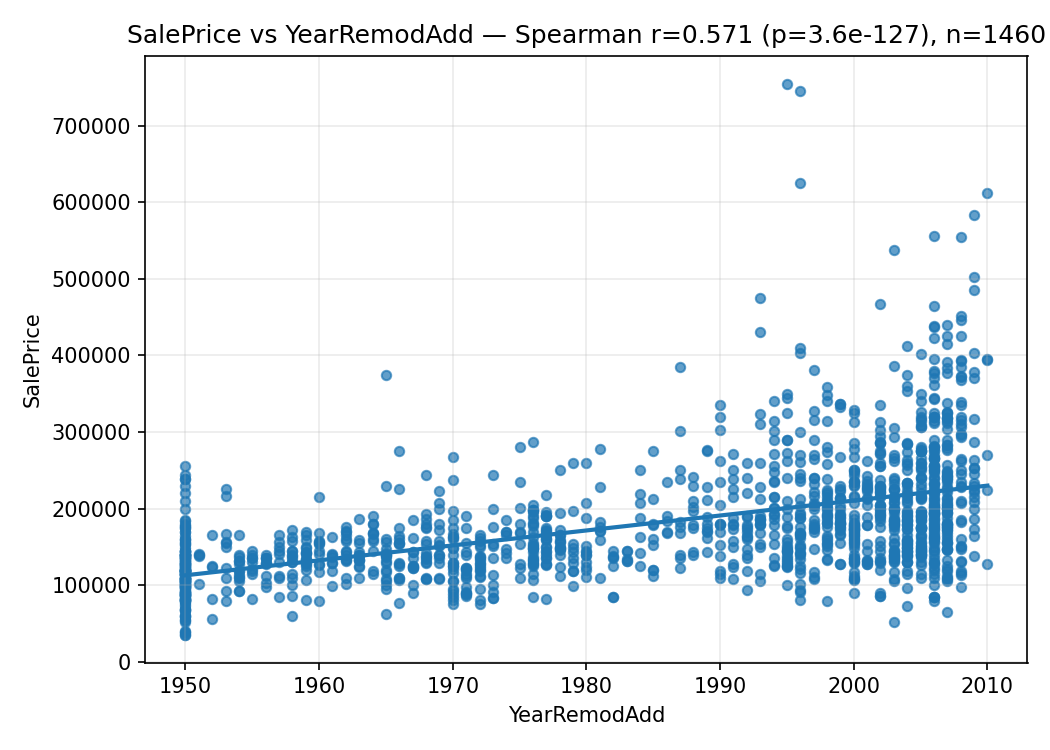 SalePrice vs YearRemodAdd — Spearman r=0.571 (p=3.6e-127), n=1460
700000
600000
500000
400000
300000
200000
100000
0
SalePrice
1950 1960 1970 1980 1990 2000 2010
YearRemodAdd